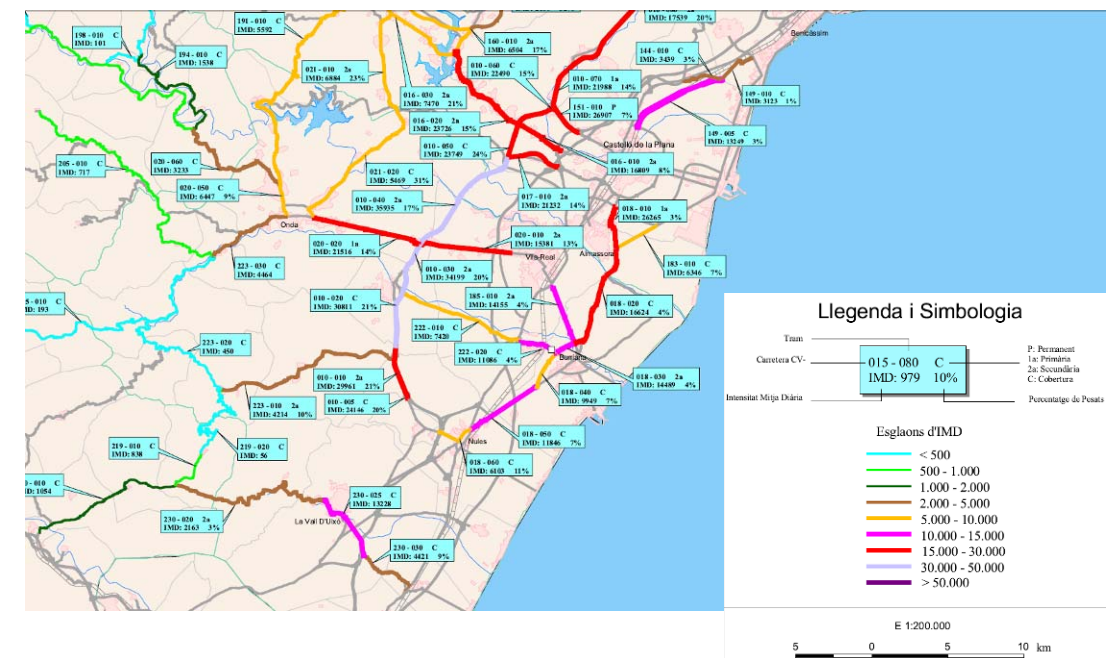 IMD: 17539 20%
191 - 010 C
IMD: 5592
Benicàssim
198 - 010 C
IMD: 101
160 - 010 2a
IMD: 6504 17%
144 - 010 C
IMD: 3439 3%
194 - 010 C
IMD: 1538
010 - 060 C
IMD: 22490 15%
021 - 010 2a
IMD: 6884 23%
010 - 070 1a
IMD: 21988 14%
016 - 030 2a
IMD: 7470 21%
149 - 010 C
IMD: 3123 1%
151 - 010 P
IMD: 26907 7%
016 - 020 2a
IMD: 23726 15%
149 - 005 C
IMD: 13249 3%
Castelló de la Plana
010 - 050 C
IMD: 23749 24%
205 - 010 C
IMD: 717
020 - 060 C
IMD: 3233
016 - 010 2a
IMD: 16809 8%
021 - 020 C
IMD: 5469 31%
020 - 050 C
IMD: 6447 9%
010 - 040 2a
IMD: 35935 17%
017 - 010 2a
IMD: 21232 14%
018 - 010 1a
IMD: 26265 3%
Onda
020 - 020 1a
IMD: 21516 14%
020 - 010 2a
IMD: 15381 13%
Vila-Real
Almassora
183 - 010 C
IMD: 6346 7%
223 - 030 C
IMD: 4464
010 - 030 2a
IMD: 34199 20%
010 - 020 C
IMD: 30811 21%
185 - 010 2a
IMD: 14155 4%
018 - 020 C
IMD: 16624 4%
5 - 010 C
MD: 193
222 - 010 C
IMD: 7420
223 - 020 C
IMD: 450
222 - 020 C
IMD: 11086 4%
Burriana
010 - 010 2a
IMD: 29961 21%
018 - 030 2a
IMD: 14489 4%
018 - 040 C
IMD: 9949 7%
223 - 010 2a
IMD: 4214 10%
010 - 005 C
IMD: 24146 20%
219 - 010 C
IMD: 838
219 - 020 C
IMD: 56
018 - 050 C
IMD: 11846 7%
Nules
018 - 060 C
IMD: 6103 11%
- 010 C
D: 1054
230 - 025 C
IMD: 13228
230 - 020 2a
IMD: 2163 3%
La Vall D'Uixó
230 - 030 C
IMD: 4421 9%
Llegenda i Simbologia
Tram
Carretera CV-
015 - 080 C
IMD: 979 10%
P: Permanent
1a: Primària
2a: Secundària
C: Cobertura
Intensitat Mitja Diària
Percentatge de Pesats
Esglaons d'IMD
< 500
500 - 1.000
1.000 - 2.000
2.000 - 5.000
5.000 - 10.000
10.000 - 15.000
15.000 - 30.000
30.000 - 50.000
> 50.000
E 1:200.000
5 0 5 10 km